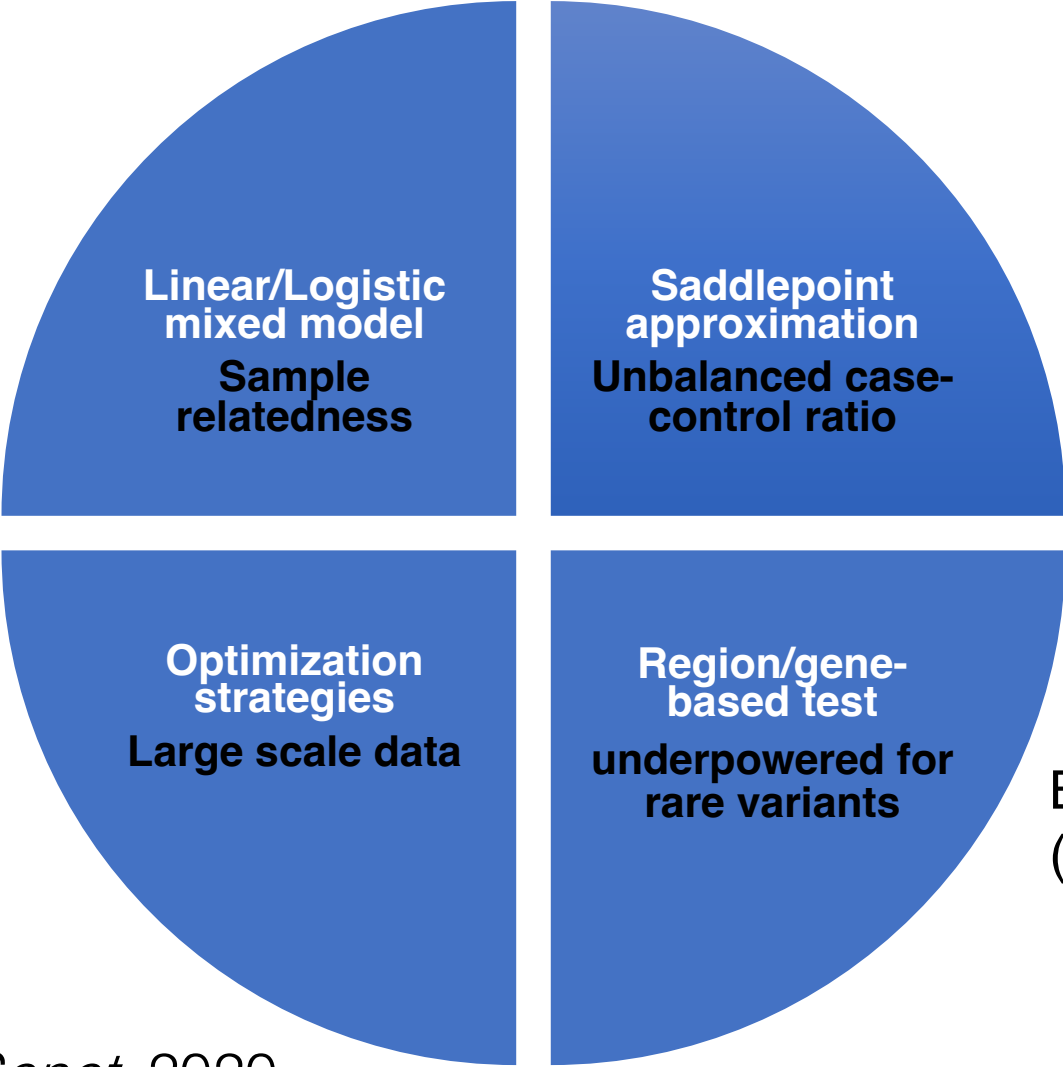 Linear/Logistic
mixed model
Sample
relatedness
Saddlepoint
approximation
Unbalanced case-
control ratio
Optimization
strategies
Large scale data
Region/gene-
based test
underpowered for
rare variants
(
2020